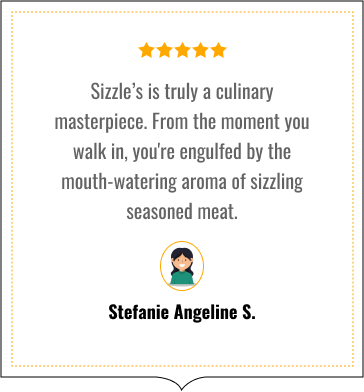 Sizzle’s is truly a culinary
masterpiece. From the moment you
walk in, you're engulfed by the
mouth-watering aroma of sizzling
seasoned meat.
Stefanie Angeline S.